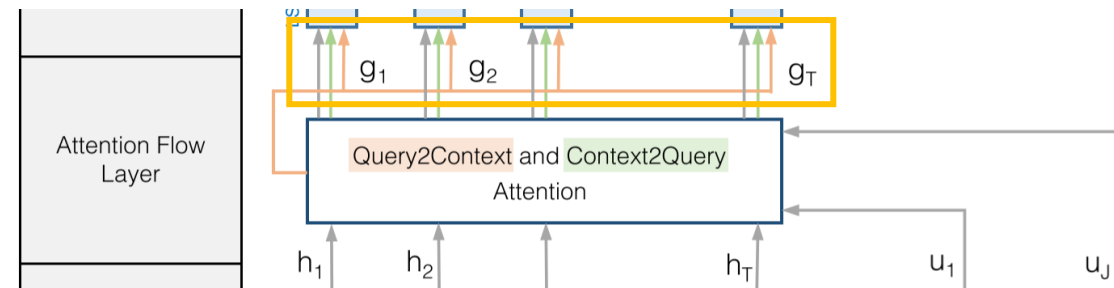 g1
g2
gT
Attention Flow
Layer
Query2Context and Context2Query
Attention
h1
h2
hT
u1
uJ